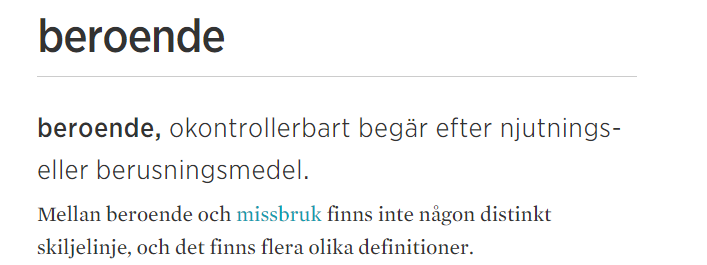 beroende
beroende, okontrollerbart begär efter njutnings-
eller berusningsmedel.
Mellan beroende och missbruk finns inte någon distinkt
skiljelinje, och det finns flera olika definitioner.